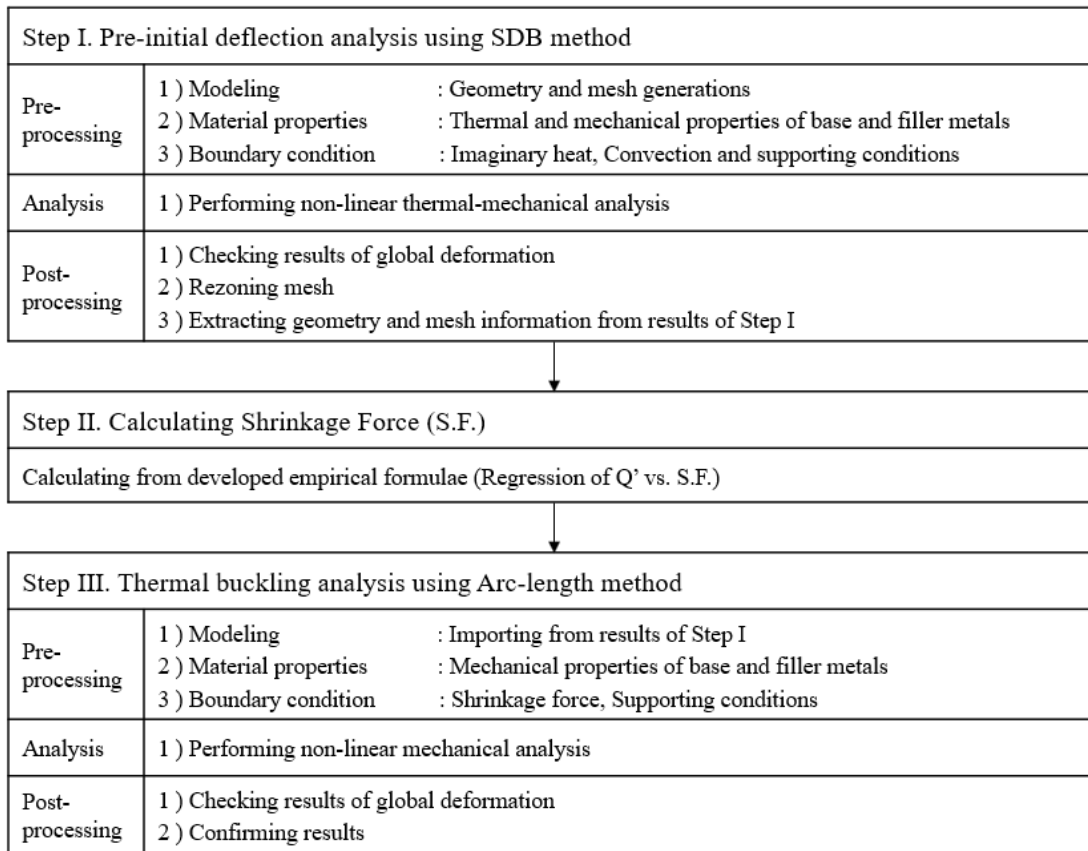 Step I. Pre-initial deflection analysis using SDB method
Pre-
processing
1 ) Modeling : Geometry and mesh generations
2 ) Material properties : Thermal and mechanical properties of base and filler metals
3 ) Boundary condition : Imaginary heat, Convection and supporting conditions
Analysis
1 ) Performing non-linear thermal-mechanical analysis
Post-
processing
1 ) Checking results of global deformation
2 ) Rezoning mesh
3 ) Extracting geometry and mesh information from results of Step I
Step II. Calculating Shrinkage Force (S.F.)
Calculating from developed empirical formulae (Regression of Q’ vs. S.F.)
Step III. Thermal buckling analysis using Arc-length method
Pre-
processing
1 ) Modeling : Importing from results of Step I
2 ) Material properties : Mechanical properties of base and filler metals
3 ) Boundary condition : Shrinkage force, Supporting conditions
Analysis
1 ) Performing non-linear mechanical analysis
Post-
processing
1 ) Checking results of global deformation
2 ) Confirming results